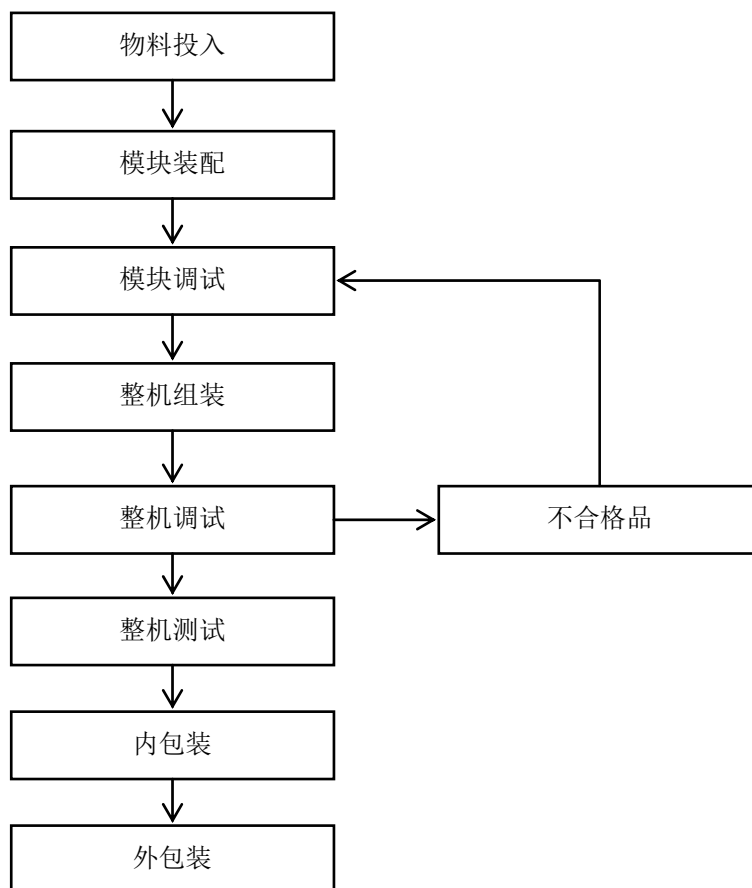 物料投入
模块装配
模块调试
整机组装
整机调试
不合格品
整机测试
内包装
外包装